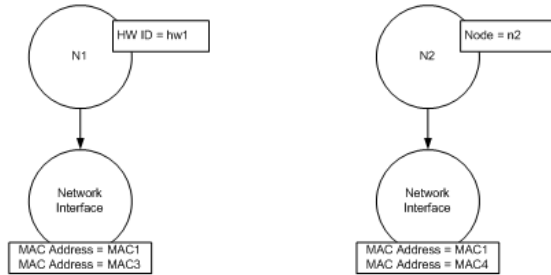 HW ID = hw1
N1
Network
Interface
MAC Address = MAC1
MAC Address = MAC3
Node = n2
N2
Network
Interface
MAC Address = MAC1
MAC Address = MAC4